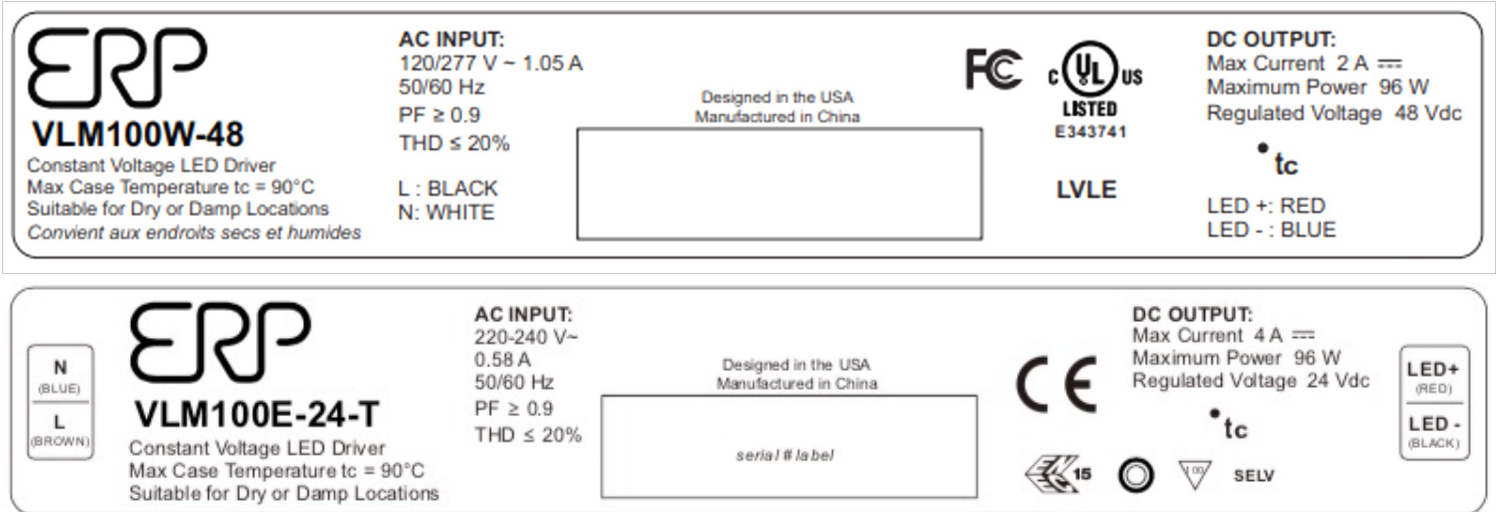 ERP
VLM100W-48
Constant Voltage LED Driver
Max Case Temperature tc = 90°C
Suitable for Dry or Damp Locations
Convient aux endroits secs et humides
AC INPUT:
120/277 V ~ 1.05 A
50/60 Hz
PF ≥ 0.9
THD ≤ 20%
L : BLACK
N: WHITE
Designed in the USA
Manufactured in China
FC
C UL US
LISTED
E343741
LVLE
DC OUTPUT:
Max Current 2 A
Maximum Power 96 W
Regulated Voltage 48 Vdc
tc
LED +: RED
LED - : BLUE
N
(BLUE)
L
(BROWN)
ERP
VLM100E-24-T
Constant Voltage LED Driver
Max Case Temperature tc = 90°C
Suitable for Dry or Damp Locations
AC INPUT:
220-240 V~
0.58 A
50/60 Hz
PF ≥ 0.9
THD ≤ 20%
Designed in the USA
Manufactured in China
serial # label
CE
15
SELV
DC OUTPUT:
Max Current 4 A
Maximum Power 96 W
Regulated Voltage 24 Vdc
tc
LED+
(RED)
LED -
(BLACK)